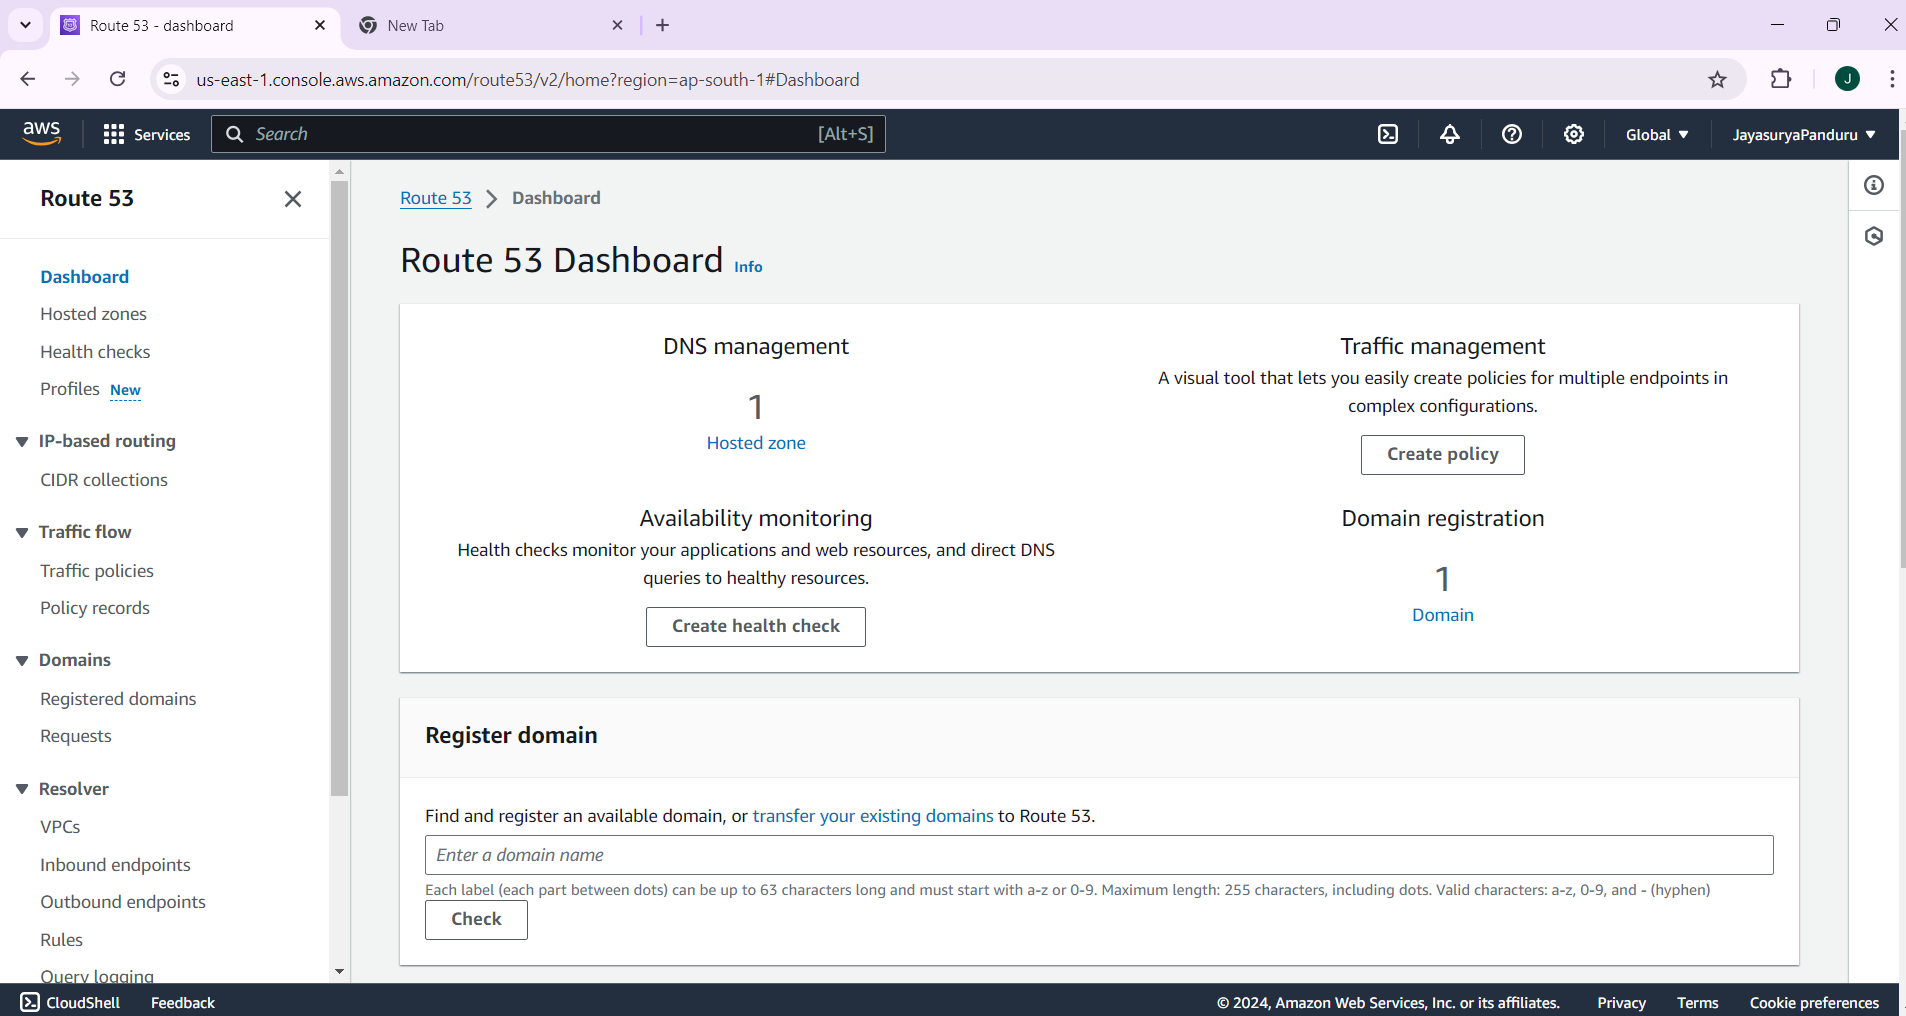 Route 53 - dashboard
New Tab
us-east-1.console.aws.amazon.com/route53/v2/home?region=ap-south-1#Dashboard
J
aws
Services
Search
[Alt+S]
Global
JayasuryaPanduru
Route 53
Dashboard
Hosted zones
Health checks
Profiles New
IP-based routing
CIDR collections
Traffic flow
Traffic policies
Policy records
Domains
Registered domains
Requests
Resolver
VPCs
Inbound endpoints
Outbound endpoints
Rules
Query logging
Route 53 > Dashboard
Route 53 Dashboard Info
DNS management
1
Hosted zone
Traffic management
A visual tool that lets you easily create policies for multiple endpoints in
complex configurations.
Create policy
Availability monitoring
Health checks monitor your applications and web resources, and direct DNS
queries to healthy resources.
Create health check
Domain registration
1
Domain
Register domain
Find and register an available domain, or transfer your existing domains to Route 53.
Enter a domain name
Each label (each part between dots) can be up to 63 characters long and must start with a-z or 0-9. Maximum length: 255 characters, including dots. Valid characters: a-z, 0-9, and - (hyphen)
Check
CloudShell
Feedback
© 2024, Amazon Web Services, Inc. or its affiliates.
Privacy
Terms
Cookie preferences